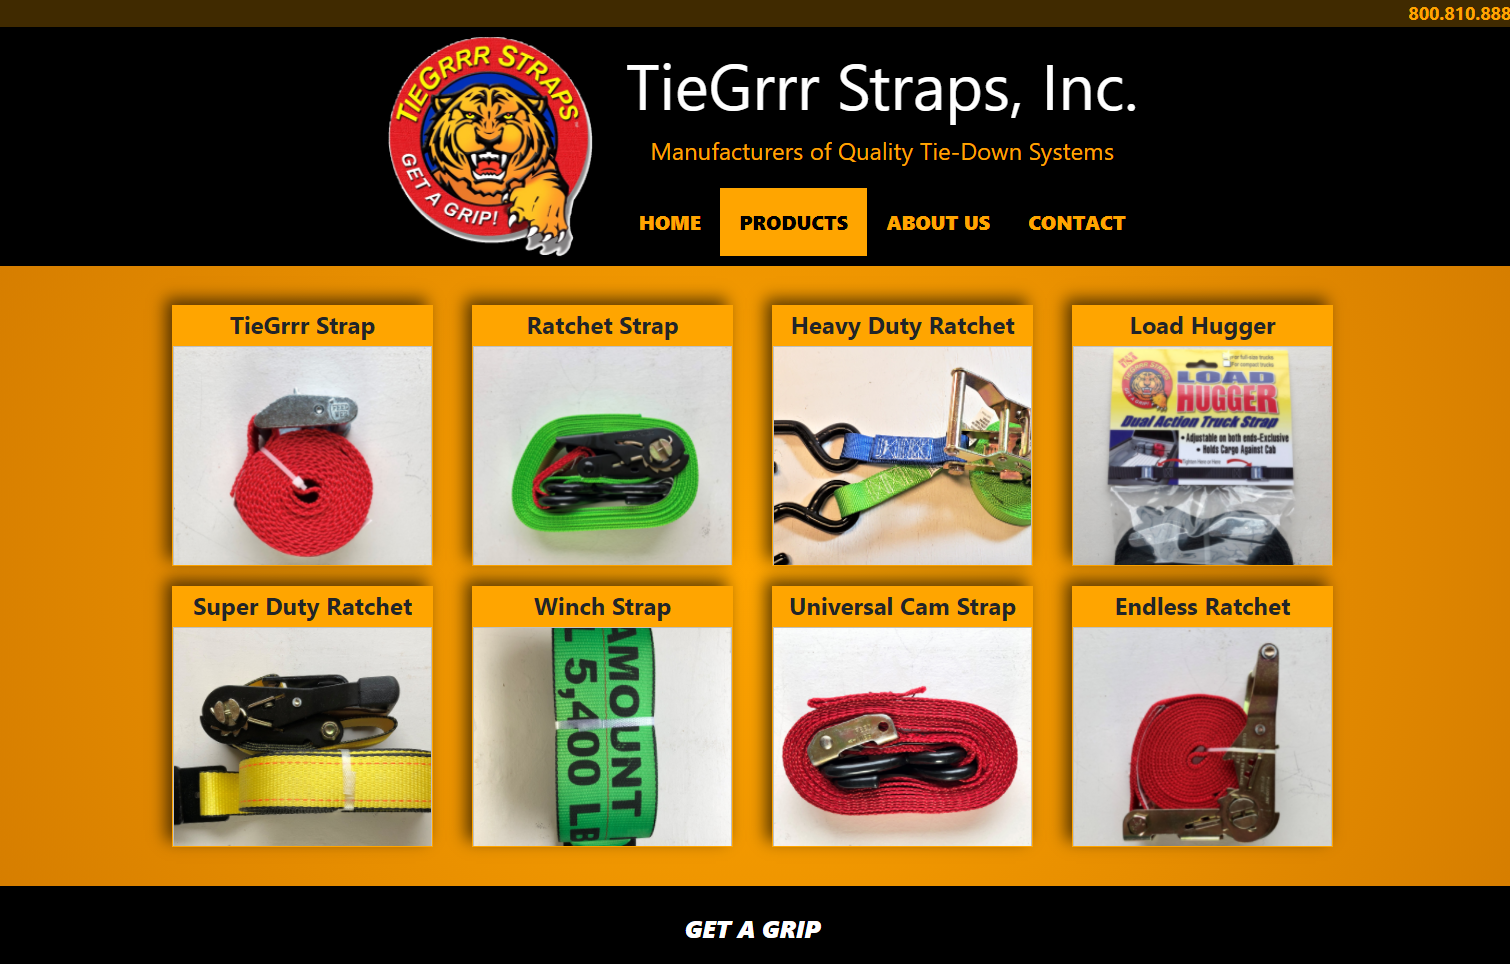 800.810.888
TIEGRRR STRAPS
GET A GRIP!
TieGrrr Straps, Inc.
Manufacturers of Quality Tie-Down Systems
HOME PRODUCTS ABOUT US CONTACT
TieGrrr Strap
Ratchet Strap
Heavy Duty Ratchet
Load Hugger
LOAD
HUGGER
Dual Action Truck Strap
• Adjustable on both ends-Exclusive
• Holds Cargo Against Cab
Super Duty Ratchet
Winch Strap
Universal Cam Strap
Endless Ratchet
AMOUNT
5,400 LB
GET A GRIP